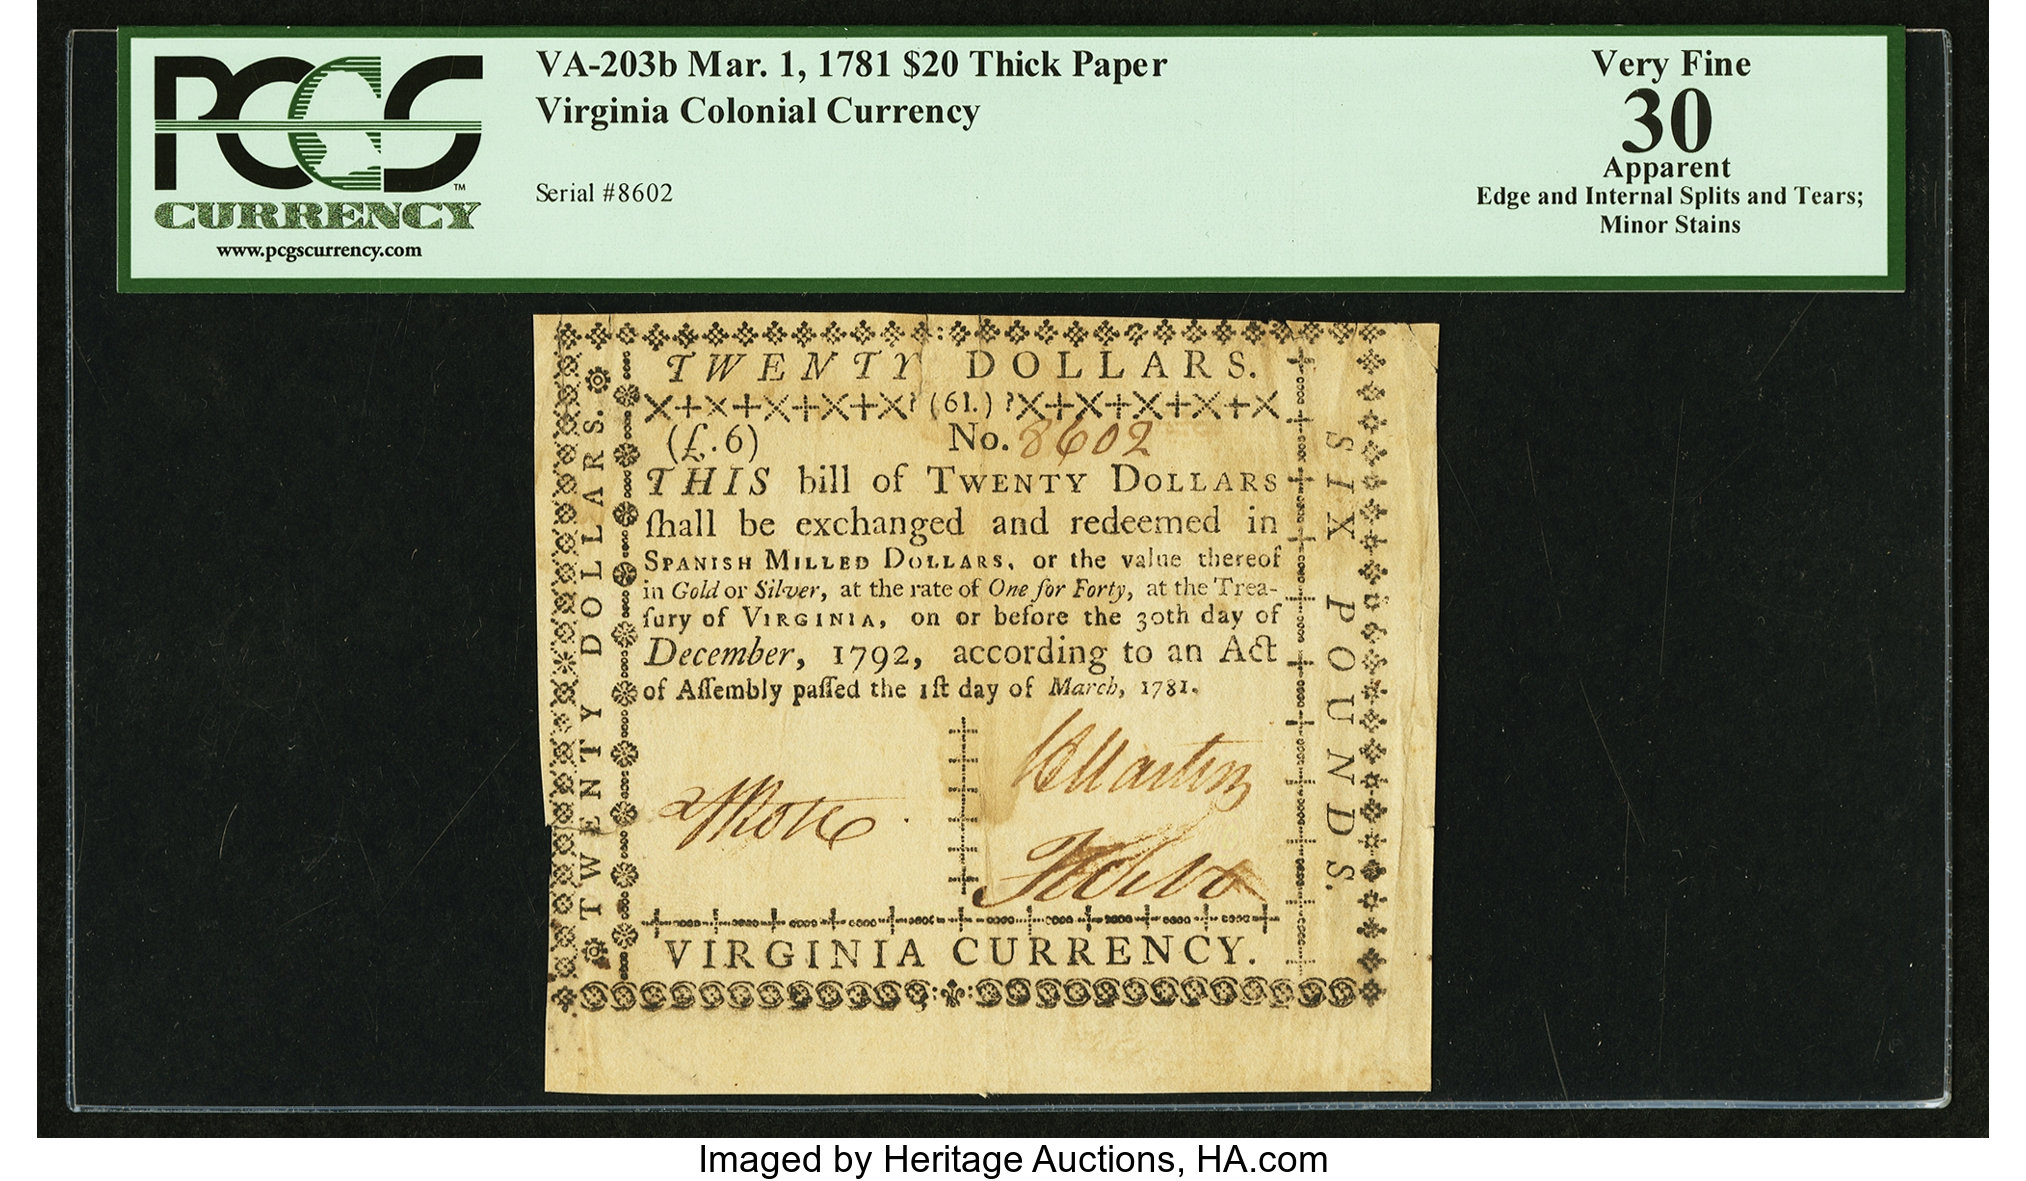 PCGS
CURRENCY
™
www.pcgscurrency.com
VA-203b Mar. 1, 1781 $20 Thick Paper
Virginia Colonial Currency
Serial #8602
Very Fine
30
Apparent
Edge and Internal Splits and Tears;
Minor Stains
TWENTY DOLLARS.
(61.)
(£.6) No. 8602
THIS bill of TWENTY DOLLARS
ſhall be exchanged and redeemed in
SPANISH MILLED DOLLARS, or the value thereof
in Gold or Silver, at the rate of One for Forty, at the Trea-
ſury of VIRGINIA, on or before the 30th day of
December, 1792, according to an Act
of Aſſembly paſſed the 1ſt day of March, 1781.
Martin
VIRGINIA CURRENCY.
TWENTY DOLLARS.
SIX POUNDS.
Imaged by Heritage Auctions, HA.com